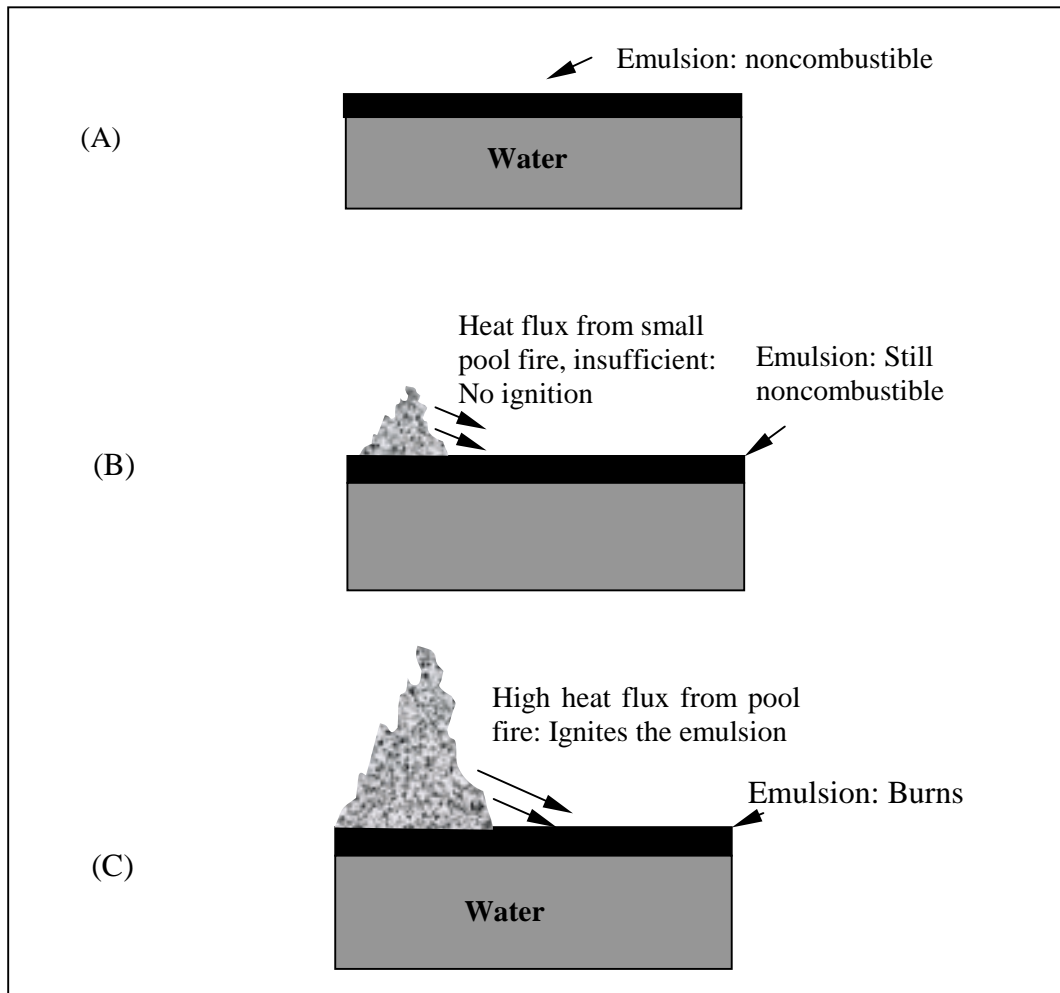 Emulsion: noncombustible
(A)
Water
Heat flux from small
pool fire, insufficient:
No ignition
Emulsion: Still
noncombustible
(B)
High heat flux from pool
fire: Ignites the emulsion
Emulsion: Burns
(C)
Water